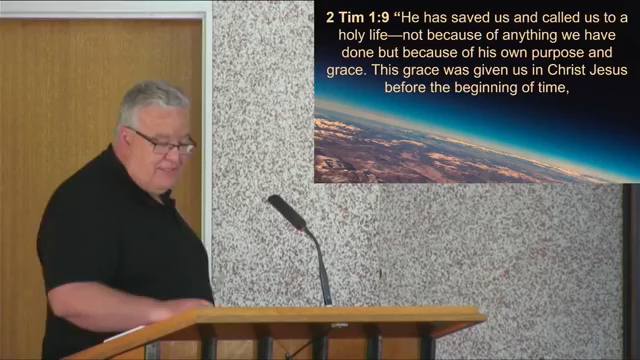 2 Tim 1:9 “He has saved us and called us to a
holy life—not because of anything we have
done but because of his own purpose and
grace. This grace was given us in Christ Jesus
before the beginning of time,